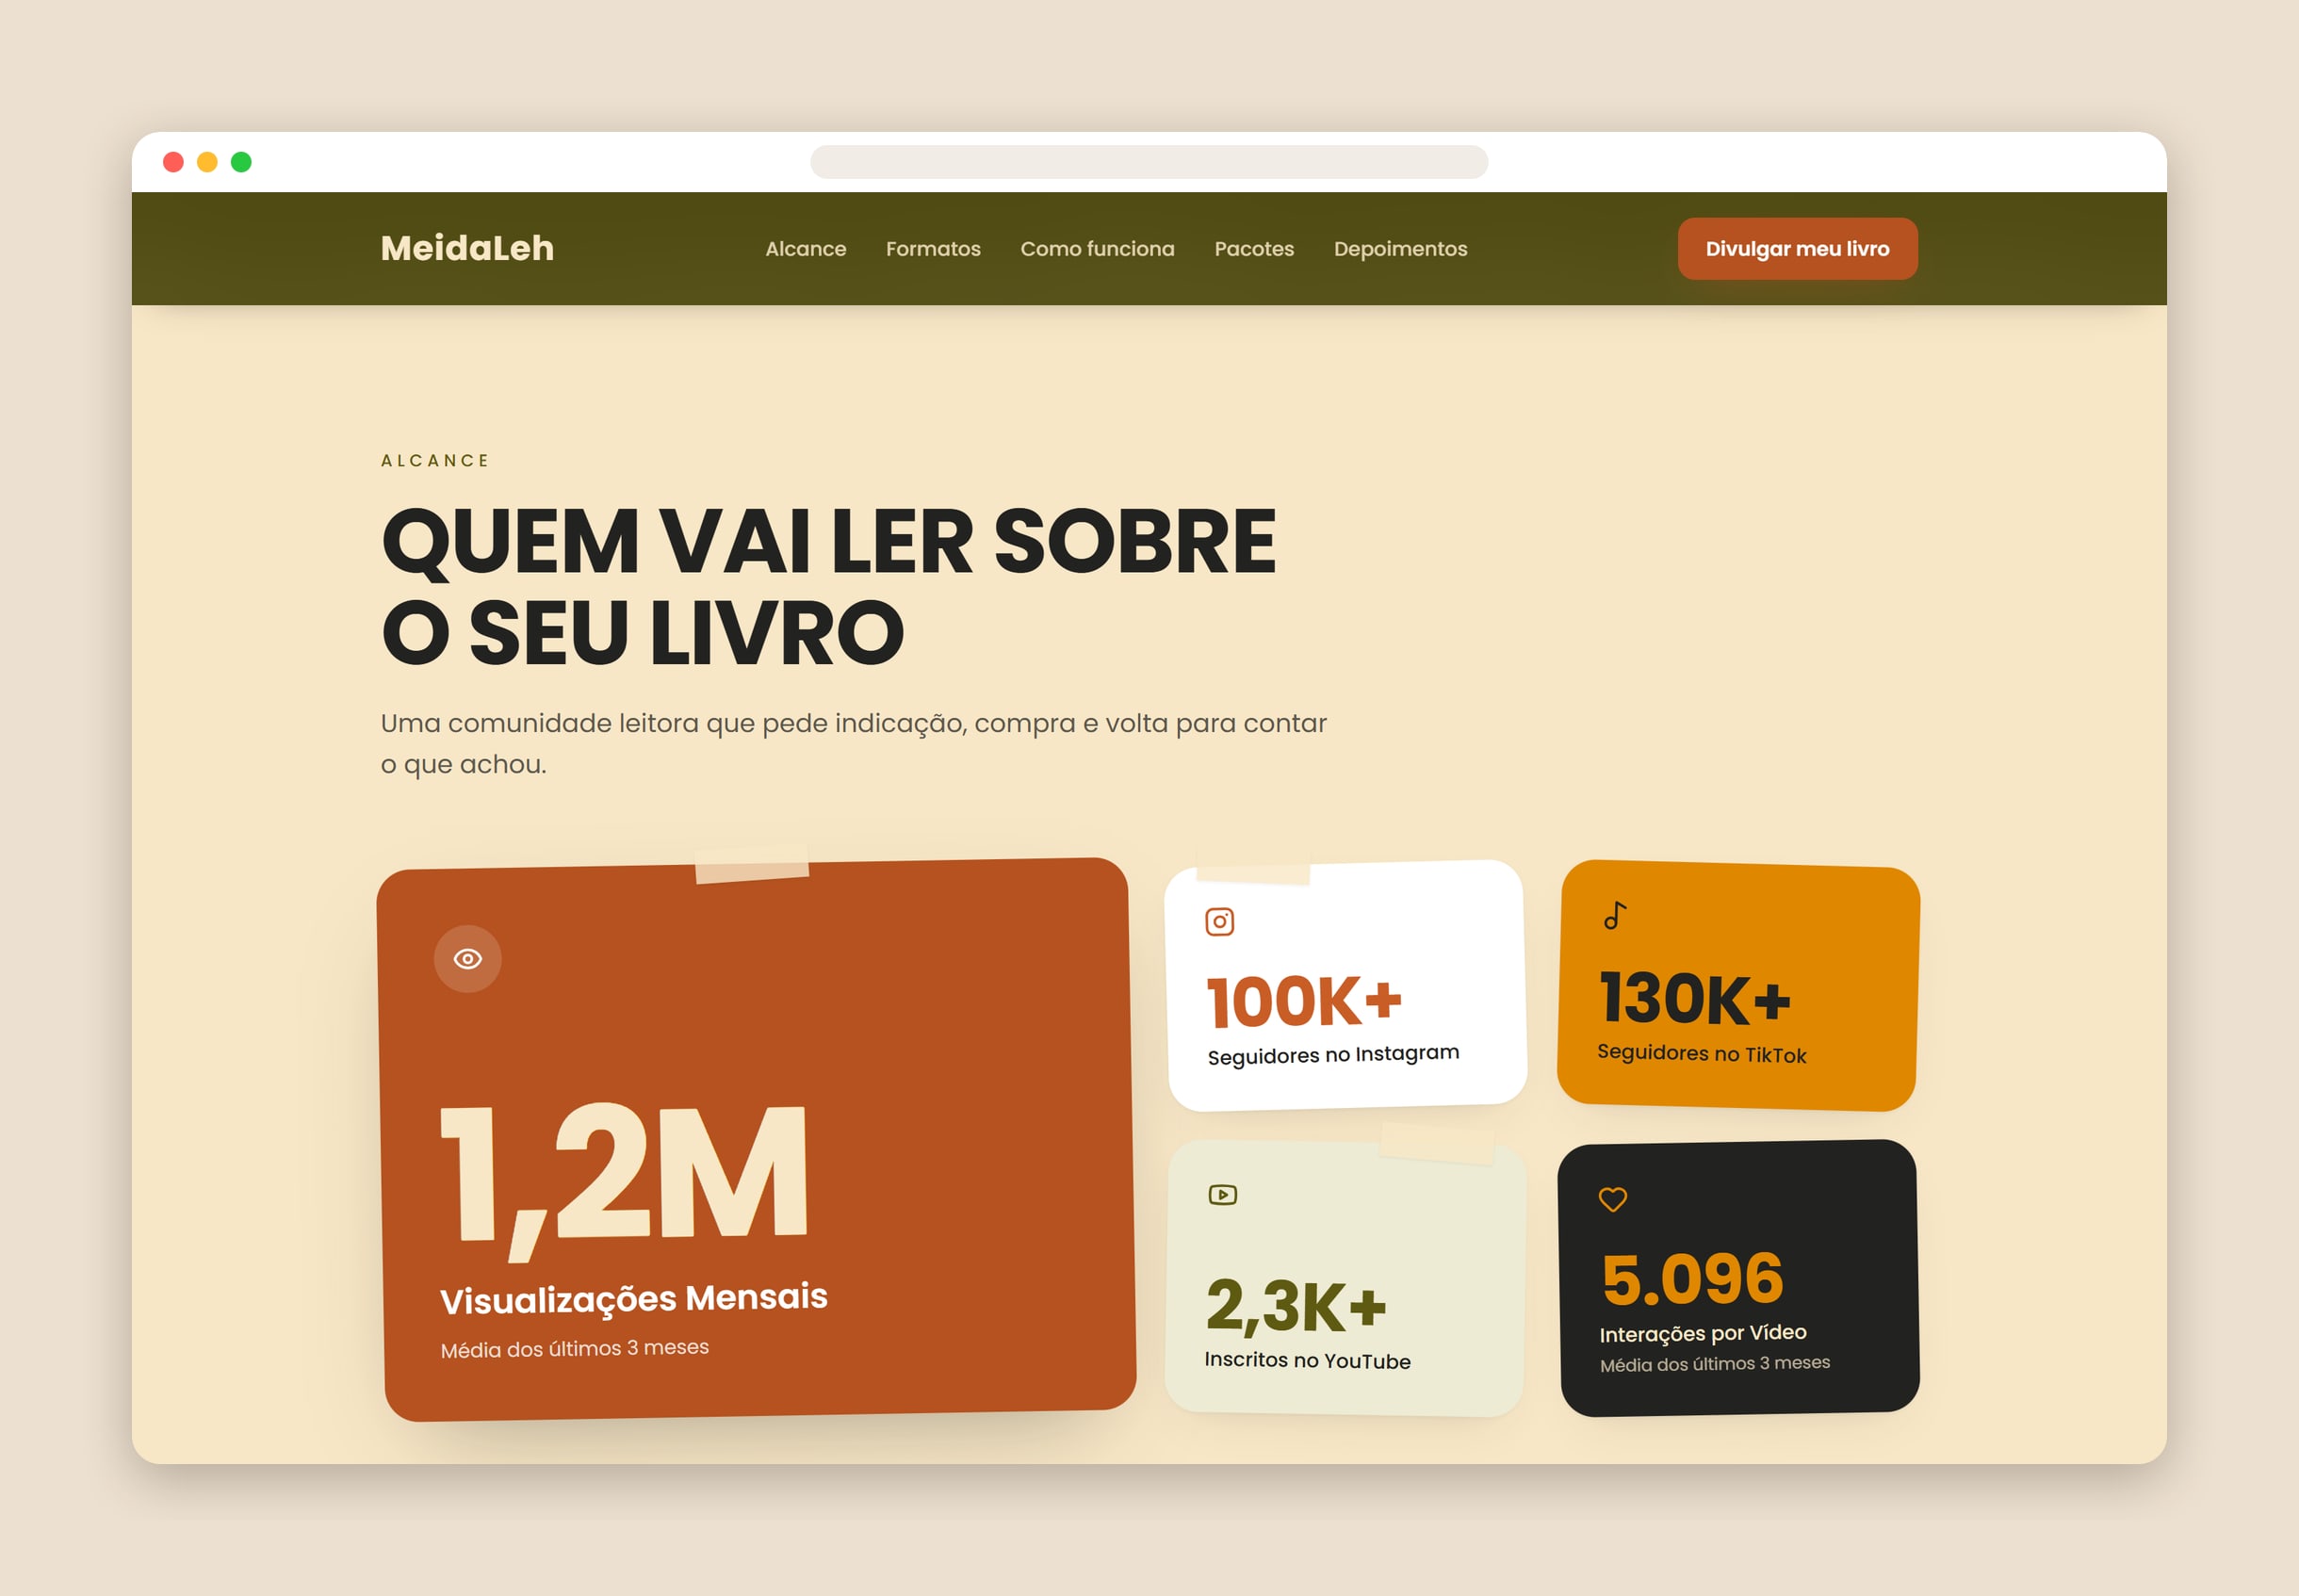 MeidaLeh
Alcance
Formatos
Como funciona
Pacotes
Depoimentos
Divulgar meu livro
ALCANCE
QUEM VAI LER SOBRE
O SEU LIVRO
Uma comunidade leitora que pede indicação, compra e volta para contar
o que achou.
1,2M
Visualizações Mensais
Média dos últimos 3 meses
100K+
Seguidores no Instagram
130K+
Seguidores no TikTok
2,3K+
Inscritos no YouTube
5.096
Interações por Vídeo
Média dos últimos 3 meses